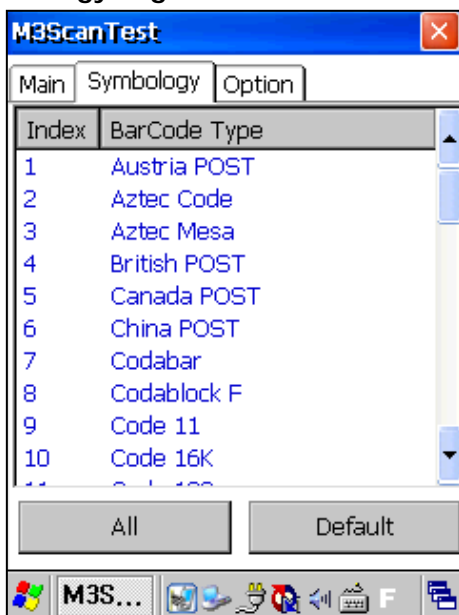 M3ScanTest
Main Symbology Option
Index BarCode Type
1 Austria POST
2 Aztec Code
3 Aztec Mesa
4 British POST
5 Canada POST
6 China POST
7 Codabar
8 Codablock F
9 Code 11
10 Code 16K
All Default
M3S... F